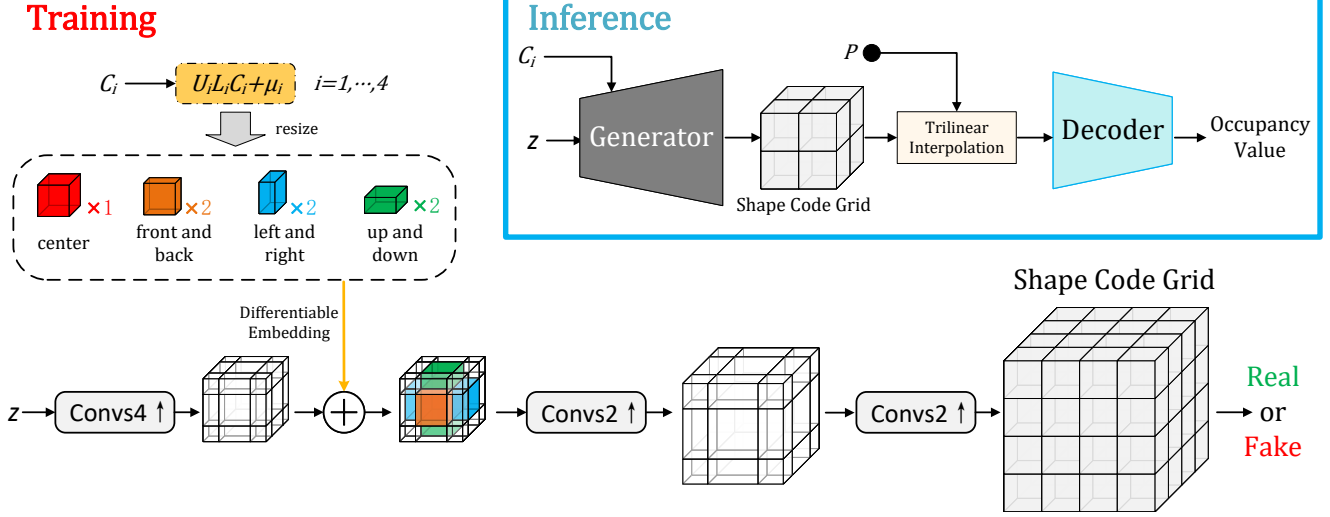 Training
C_i
U_iL_iC_i+μ_i
i=1,⋯,4
resize
×1
×2
×2
×2
center
front and
back
left and
right
up and
down
Differentiable
Embedding
z
Convs4 ↑
Convs2 ↑
Convs2 ↑
Shape Code Grid
Real
or
Fake
Inference
C_i
z
Generator
Shape Code Grid
P
Trilinear
Interpolation
Decoder
Occupancy
Value